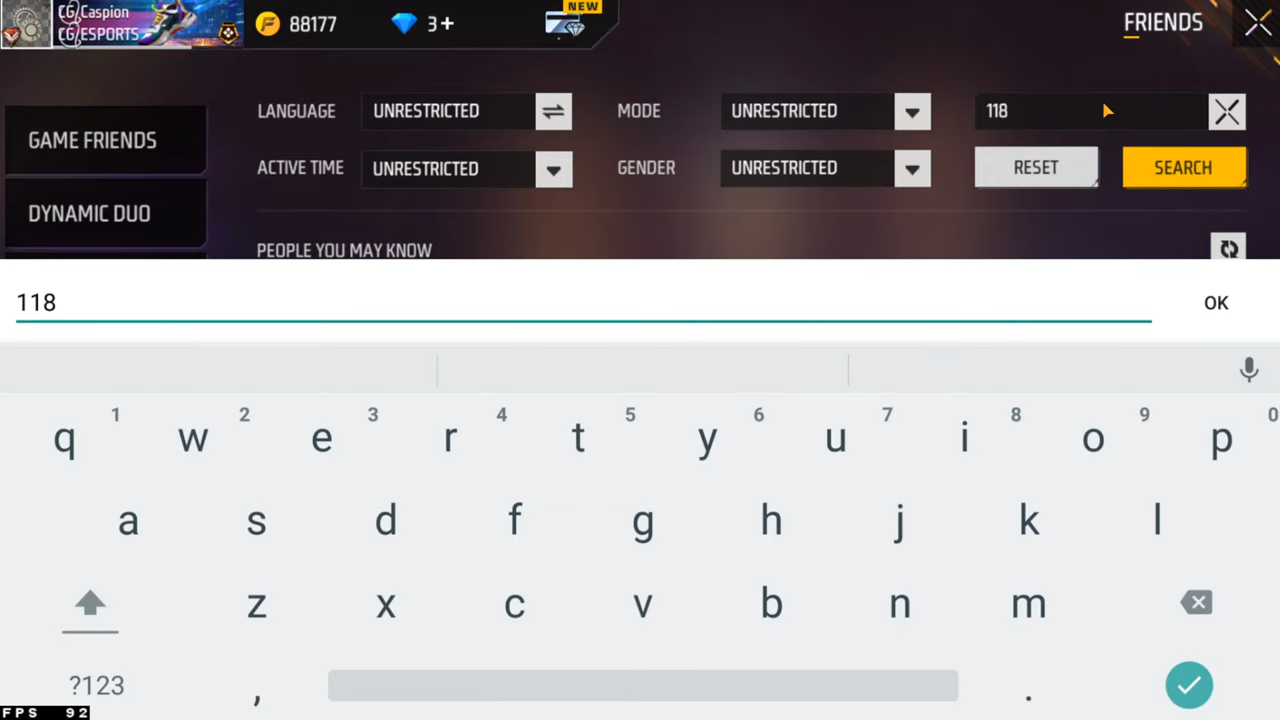 CG Caspion
CG ESPORTS
88177
3+
NEW
FRIENDS
LANGUAGE UNRESTRICTED MODE UNRESTRICTED 118
GAME FRIENDS
ACTIVE TIME UNRESTRICTED GENDER UNRESTRICTED RESET SEARCH
DYNAMIC DUO
PEOPLE YOU MAY KNOW
118 OK
1 2 3 4 5 6 7 8 9 0
q w e r t y u i o p
a s d f g h j k l
z x c v b n m
?123 , .
FPS 92